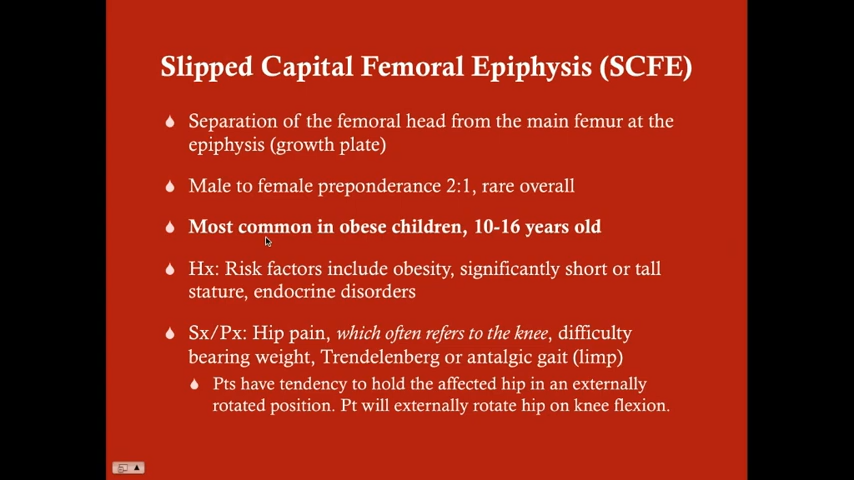 Slipped Capital Femoral Epiphysis (SCFE)
Separation of the femoral head from the main femur at the
epiphysis (growth plate)
Male to female preponderance 2:1, rare overall
Most common in obese children, 10-16 years old
Hx: Risk factors include obesity, significantly short or tall
stature, endocrine disorders
Sx/Px: Hip pain, which often refers to the knee, difficulty
bearing weight, Trendelenberg or antalgic gait (limp)
Pts have tendency to hold the affected hip in an externally
rotated position. Pt will externally rotate hip on knee flexion.